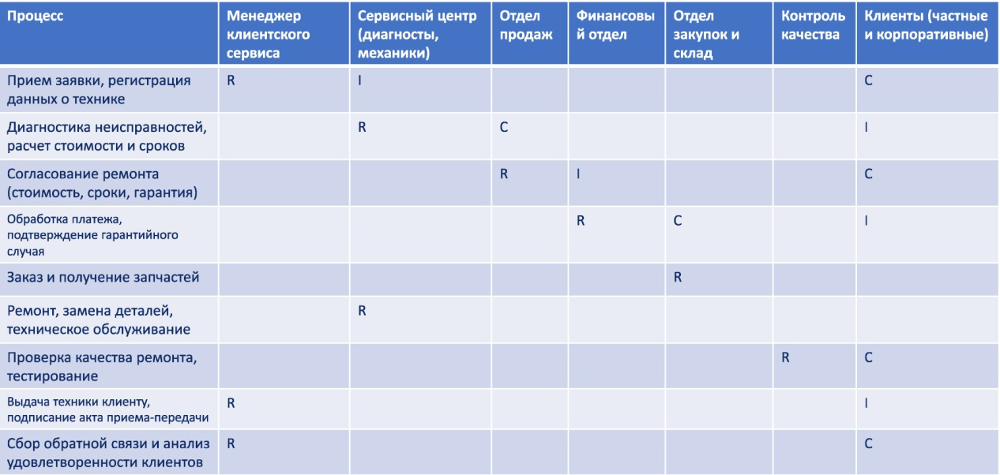 Процесс
Менеджер
клиентского
сервиса
Сервисный центр
(диагносты,
механики)
Отдел
продаж
Финансовы
й отдел
Отдел
закупок и
склад
Контроль
качества
Клиенты (частные
и корпоративные)
Прием заявки, регистрация
данных о технике
R
I
C
Диагностика неисправностей,
расчет стоимости и сроков
R
C
I
Согласование ремонта
(стоимость, сроки, гарантия)
R
I
C
Обработка платежа,
подтверждение гарантийного
случая
R
C
I
Заказ и получение запчастей
R
Ремонт, замена деталей,
техническое обслуживание
R
Проверка качества ремонта,
тестирование
R
C
Выдача техники клиенту,
подписание акта приема-передачи
R
I
Сбор обратной связи и анализ
удовлетворенности клиентов
R
C